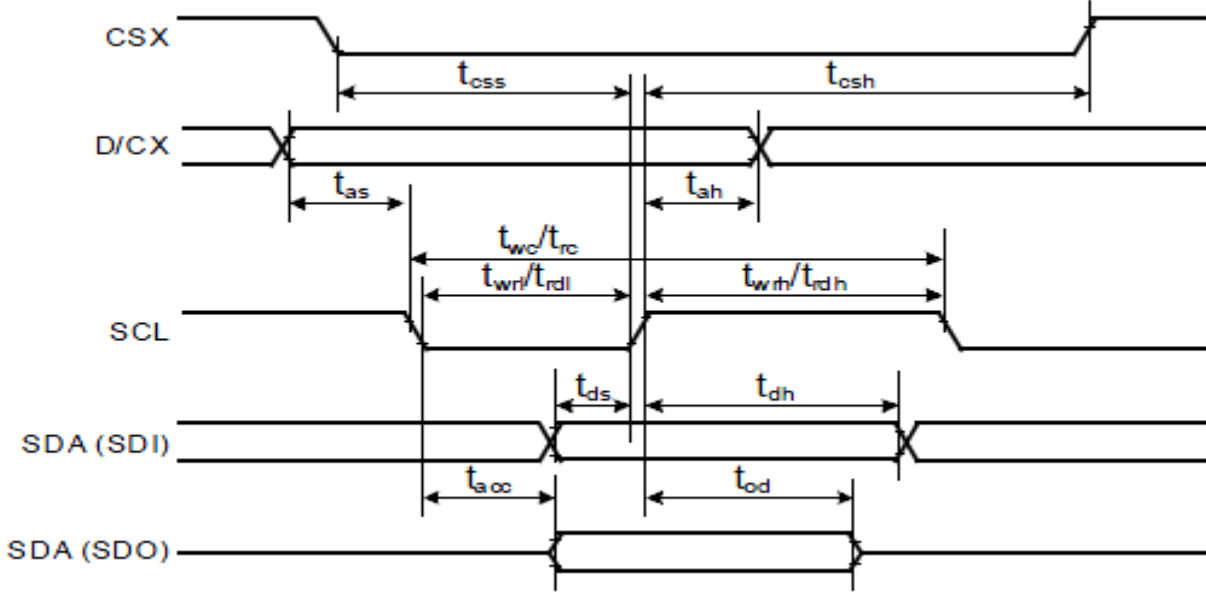 CSX
tcss
tcsh
D/CX
tas
tah
twc/trc
twrl/trdl
twrh/trdh
SCL
tds
tdh
SDA (SDI)
tacc
tod
SDA (SDO)